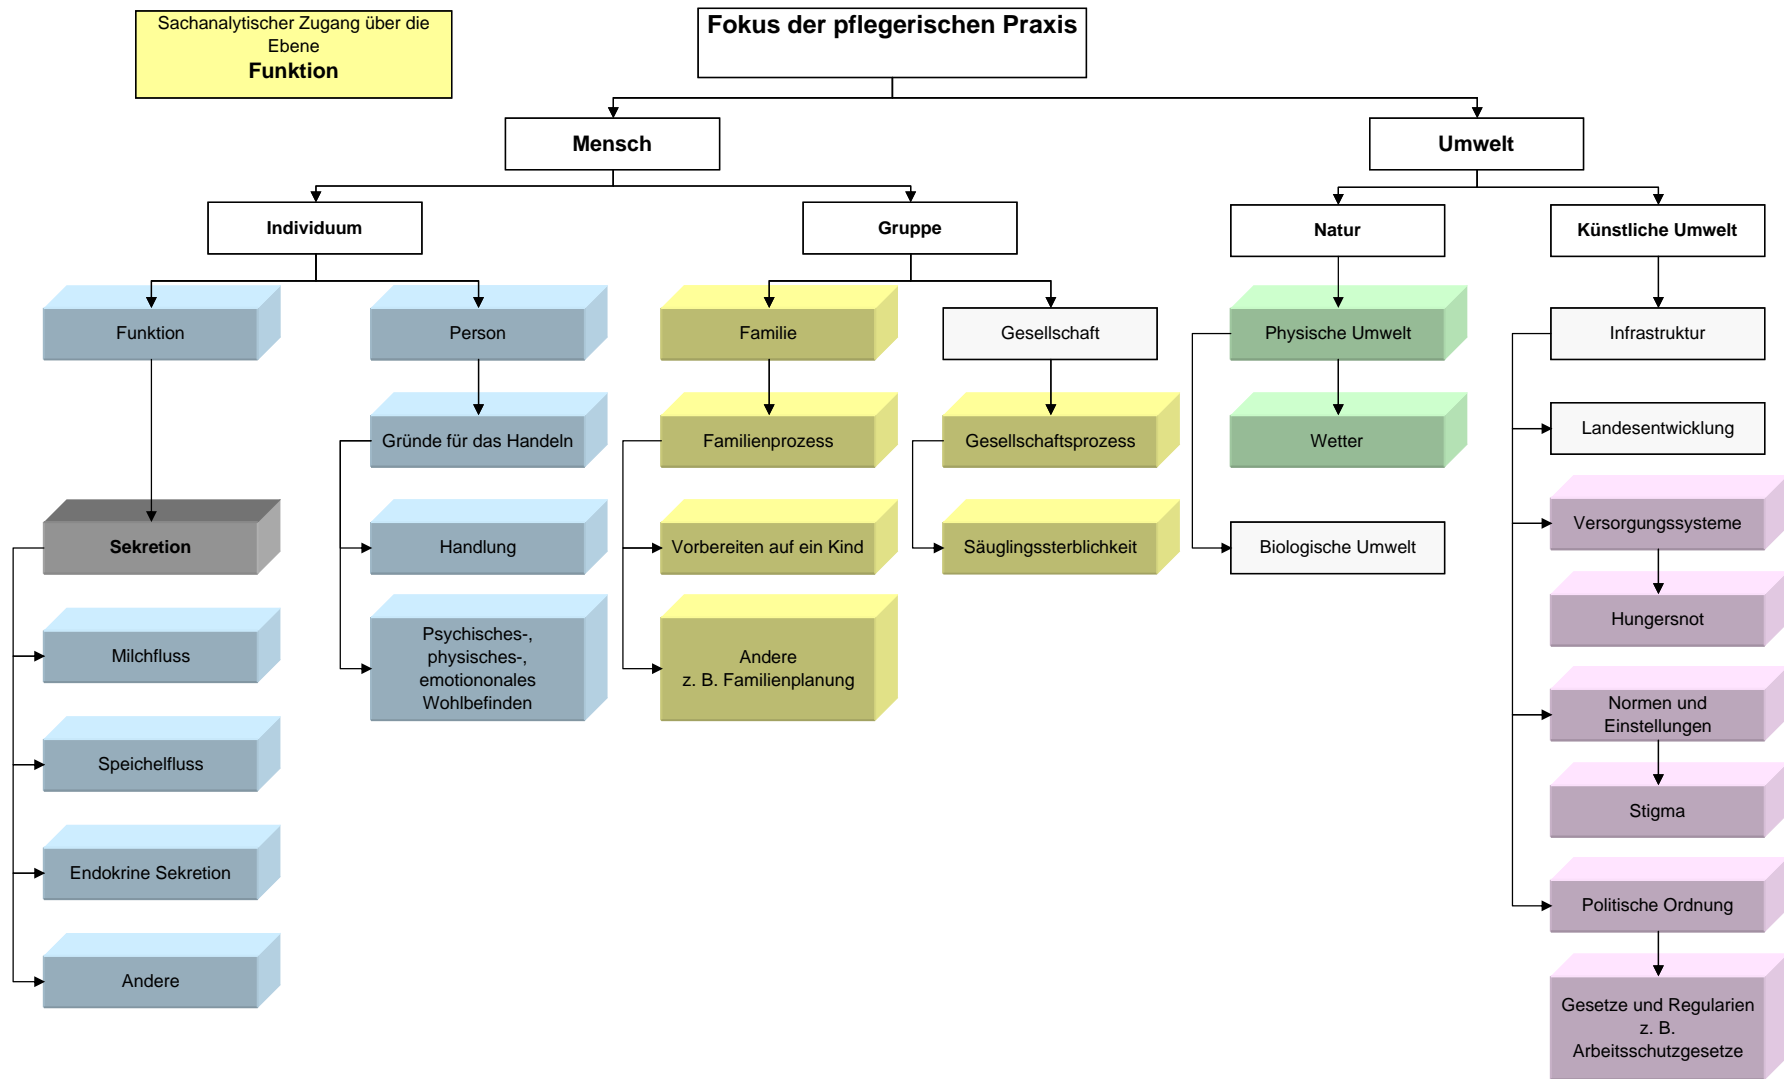 Sachanalytischer Zugang über die
Ebene
Funktion
Fokus der pflegerischen Praxis
Mensch
Umwelt
Individuum
Gruppe
Natur
Künstliche Umwelt
Funktion
Person
Familie
Gesellschaft
Physische Umwelt
Infrastruktur
Gründe für das Handeln
Familienprozess
Gesellschaftsprozess
Wetter
Landesentwicklung
Sekretion
Handlung
Vorbereiten auf ein Kind
Säuglingssterblichkeit
Biologische Umwelt
Versorgungssysteme
Milchfluss
Psychisches-,
physisches-,
emotiononales
Wohlbefinden
Andere
z. B. Familienplanung
Hungersnot
Normen und
Einstellungen
Speichelfluss
Stigma
Endokrine Sekretion
Politische Ordnung
Andere
Gesetze und Regularien
z. B.
Arbeitsschutzgesetze